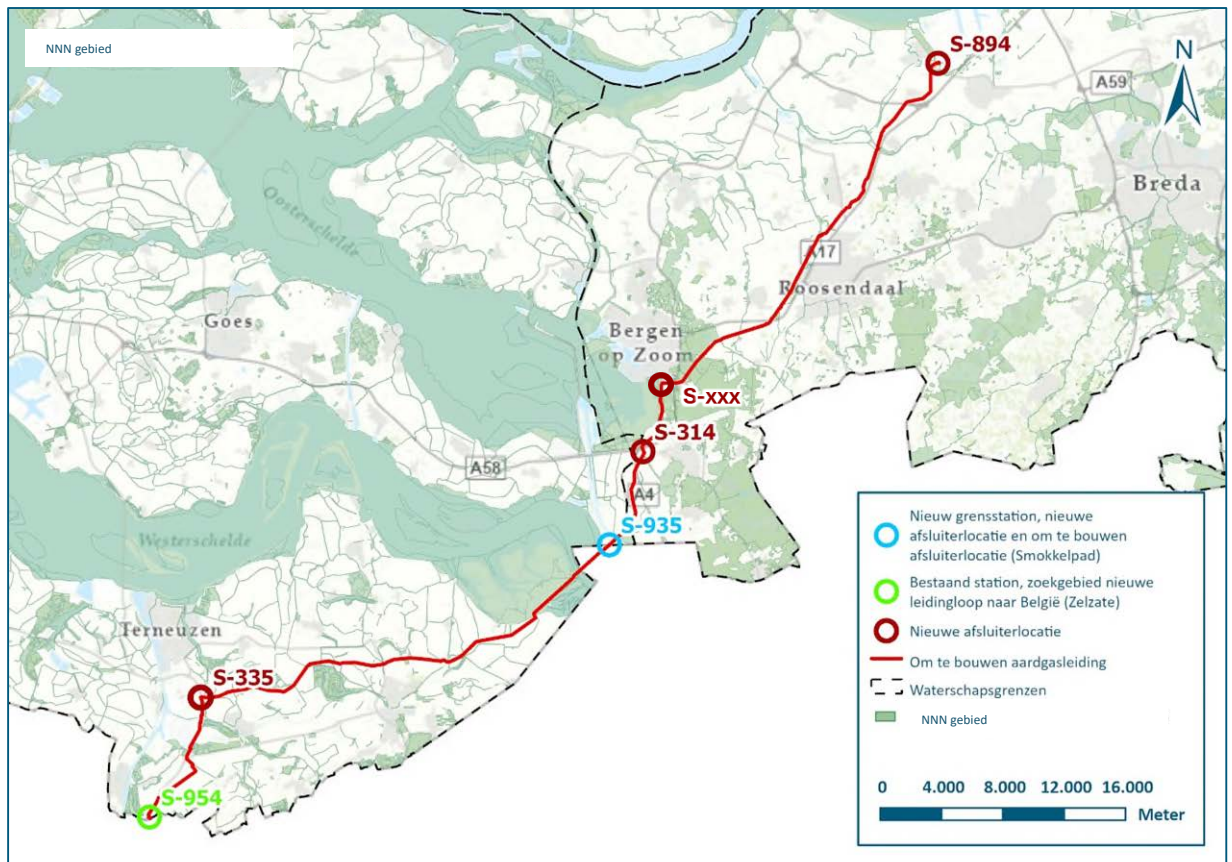 NNN gebied
S-894
N
A59
Breda
Oosterschelde
A17
Roosendaal
Goes
Bergen
op Zoom
S-xxx
S-314
A58
A4
S-935
Westerschelde
Terneuzen
S-335
S-954
Nieuw grensstation, nieuwe
afsluiterlocatie en om te bouwen
afsluiterlocatie (Smokkelpad)
Bestaand station, zoekgebied nieuwe
leidingloop naar België (Zelzate)
Nieuwe afsluiterlocatie
Om te bouwen aardgasleiding
Waterschapsgrenzen
NNN gebied
0 4.000 8.000 12.000 16.000
Meter